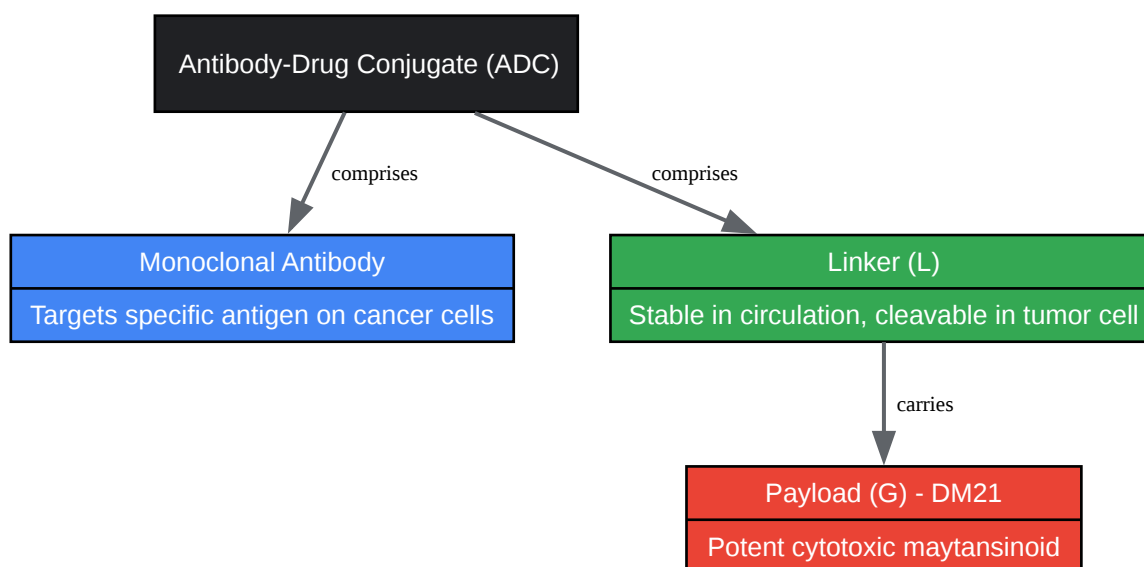 Antibody-Drug Conjugate (ADC)
comprises
comprises
Monoclonal Antibody
Targets specific antigen on cancer cells
Linker (L)
Stable in circulation, cleavable in tumor cell
carries
Payload (G) - DM21
Potent cytotoxic maytansinoid